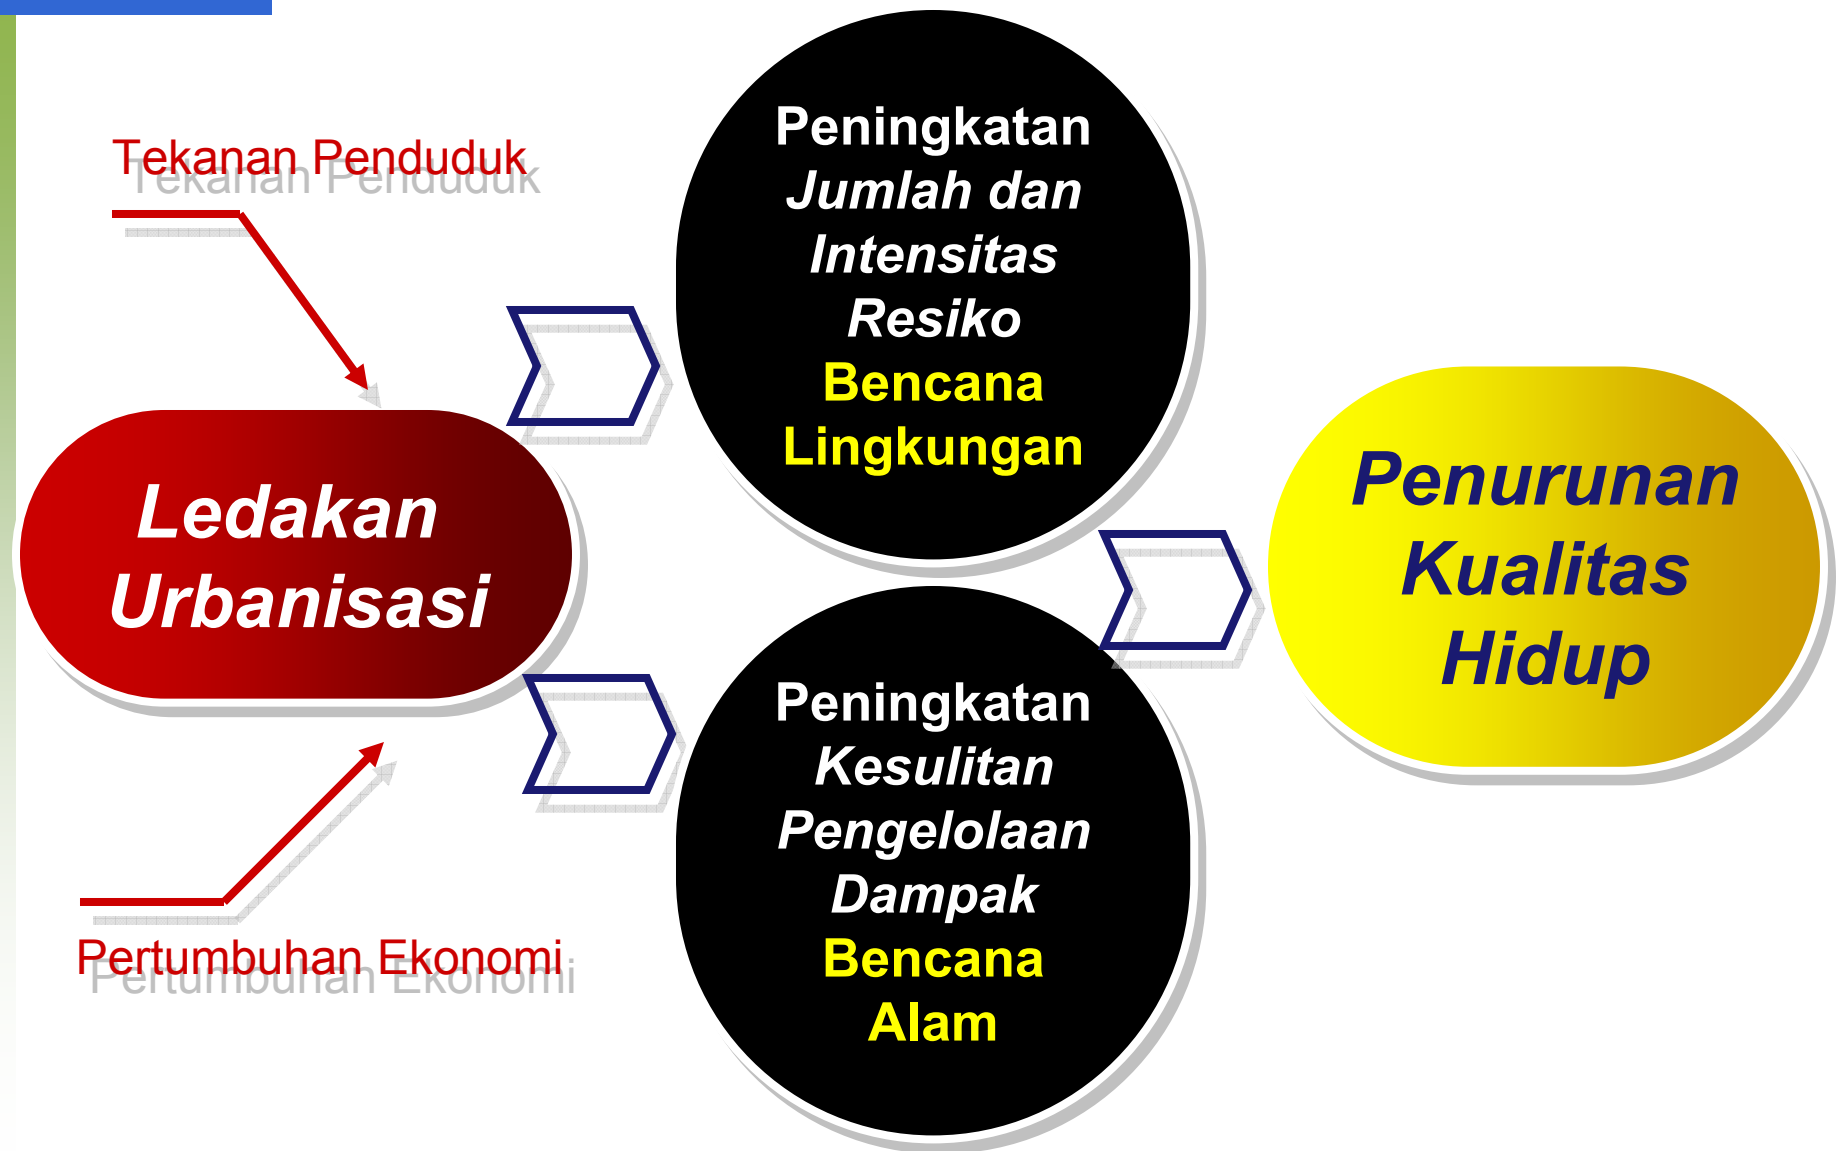 Tekanan Penduduk
Ledakan
Urbanisasi
Pertumbuhan Ekonomi
Peningkatan
Jumlah dan
Intensitas
Resiko
Bencana
Lingkungan
Peningkatan
Kesulitan
Pengelolaan
Dampak
Bencana
Alam
Penurunan
Kualitas
Hidup